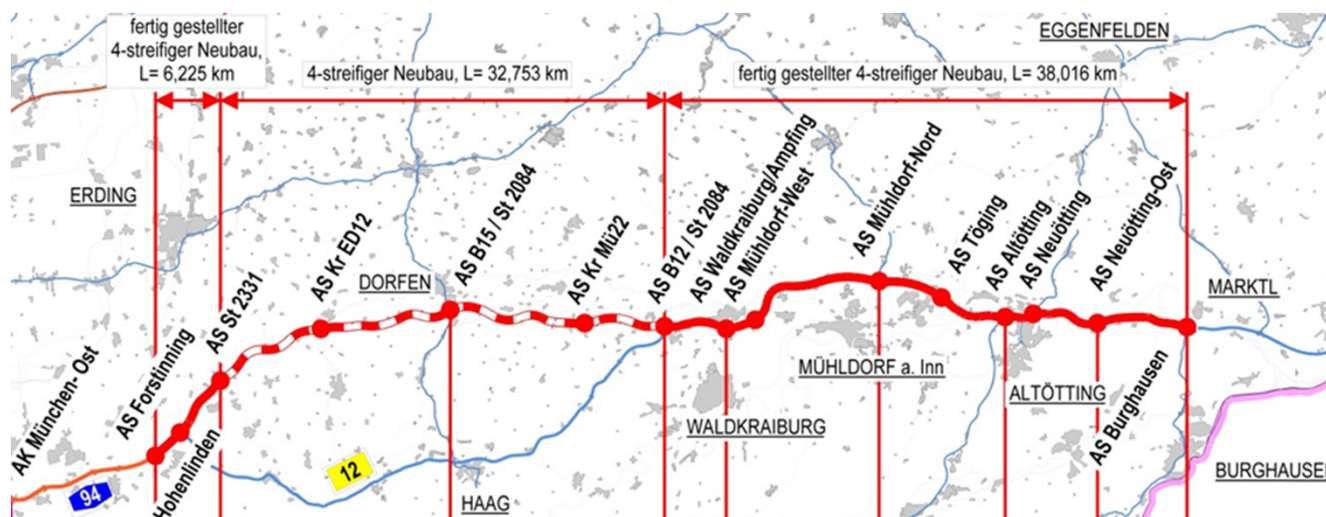 fertig gestellter
4-streifiger Neubau,
L= 6,225 km
4-streifiger Neubau, L= 32,753 km
fertig gestellter 4-streifiger Neubau, L= 38,016 km
EGGENFELDEN
ERDING
DORFEN
MARKTL
MÜHLDORF a. Inn
ALTÖTTING
WALDKRAIBURG
HAAG
BURGHAUSEN
AK München- Ost
AS Forstinning
Hohenlinden
AS St 2331
AS Kr ED12
AS B15 / St 2084
AS Kr Mü22
AS B12 / St 2084
AS Waldkraiburg/Ampfing
AS Mühldorf-West
AS Mühldorf-Nord
AS Töging
AS Altötting
AS Neuötting
AS Neuötting-Ost
AS Burghausen
94
12